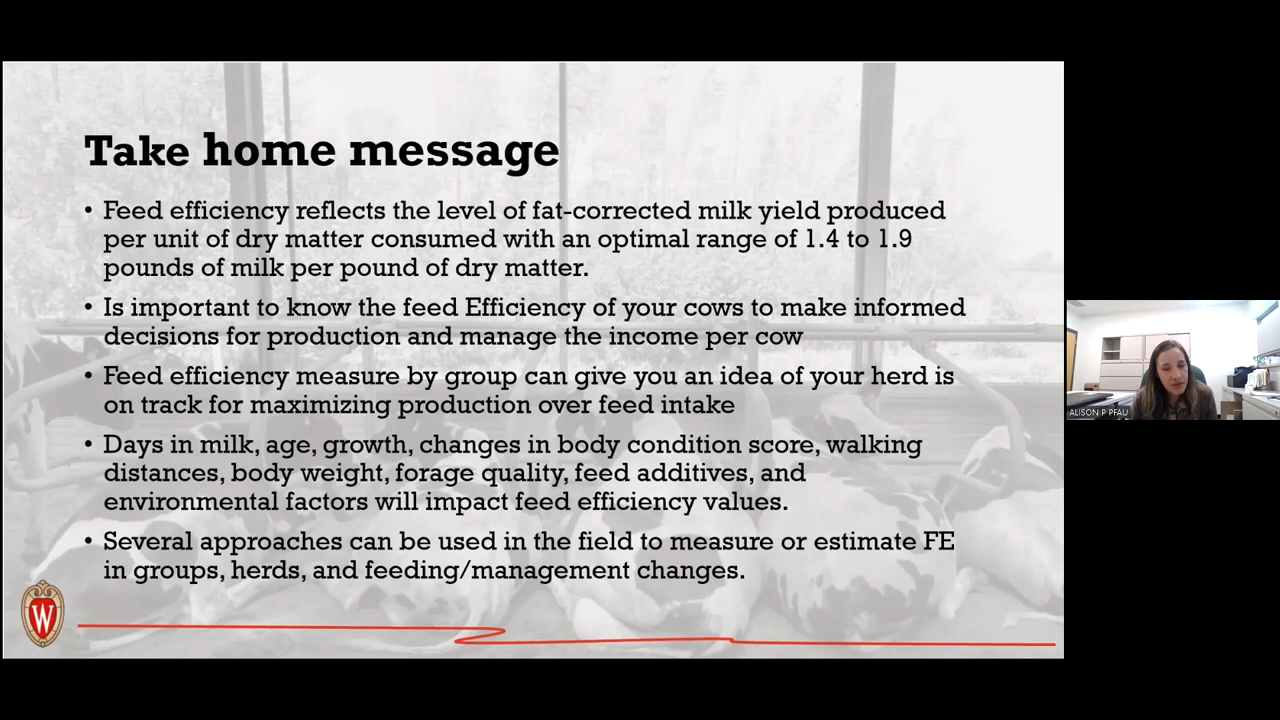 Take home message
• Feed efficiency reflects the level of fat-corrected milk yield produced
per unit of dry matter consumed with an optimal range of 1.4 to 1.9
pounds of milk per pound of dry matter.
• Is important to know the feed Efficiency of your cows to make informed
decisions for production and manage the income per cow
• Feed efficiency measure by group can give you an idea of your herd is
on track for maximizing production over feed intake
• Days in milk, age, growth, changes in body condition score, walking
distances, body weight, forage quality, feed additives, and
environmental factors will impact feed efficiency values.
• Several approaches can be used in the field to measure or estimate FE
in groups, herds, and feeding/management changes.
W
ALISON P PFAU